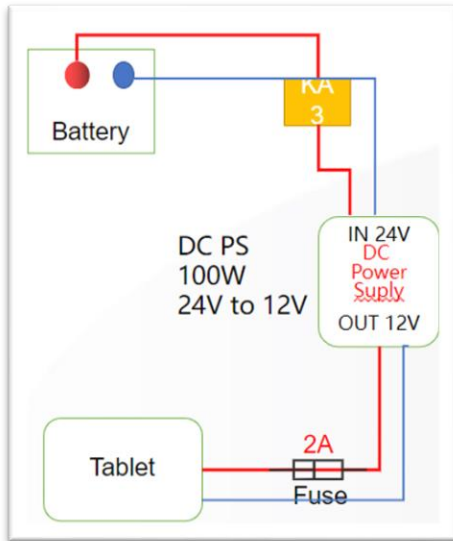 KA
3
Battery
IN 24V
DC
Power
Suply
OUT 12V
DC PS
100W
24V to 12V
2A
Tablet
Fuse